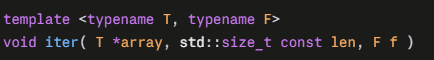 template <typename T, typename F>
void iter( T *array, std::size_t const len, F f )